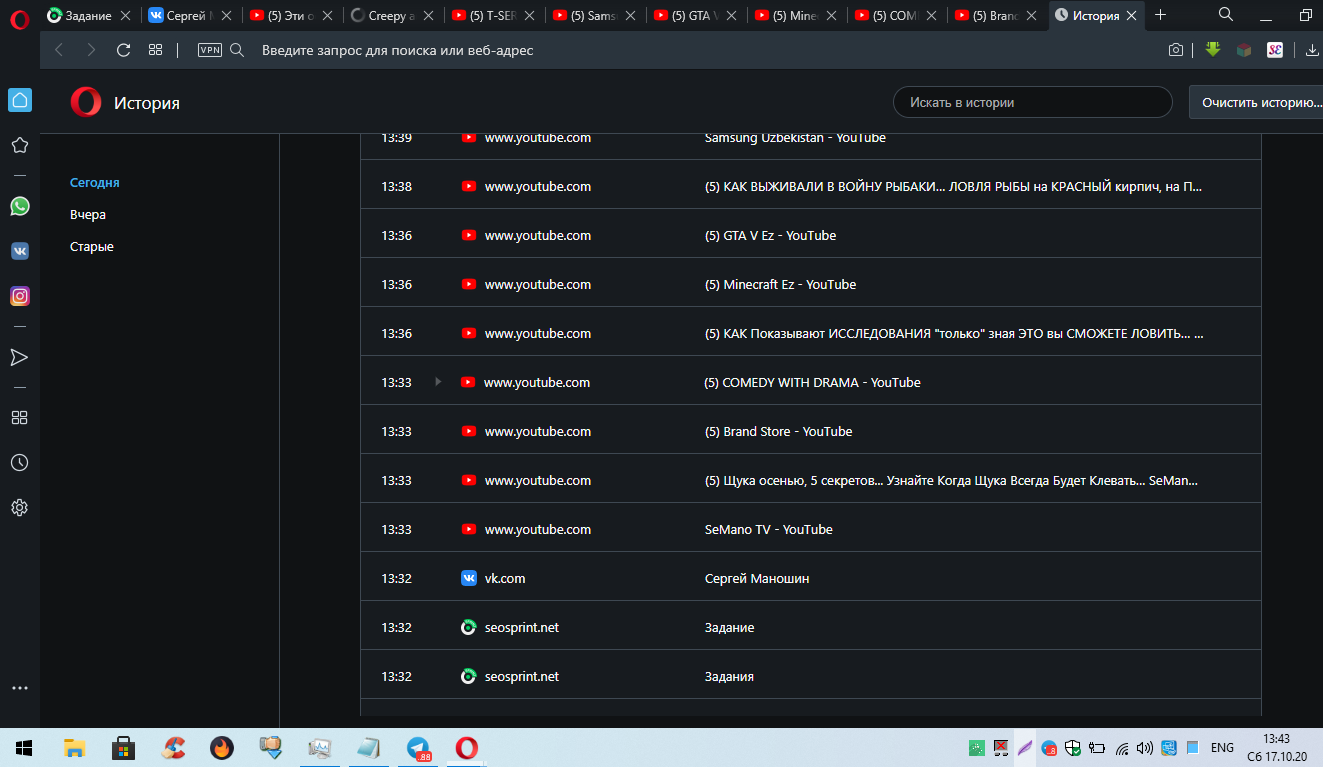 Задание
Сергей М
(5) Эти о
Creepy a
(5) T-SER
(5) Sams
(5) GTA V
(5) Mine
(5) COM
(5) Branc
История
VPN
Введите запрос для поиска или веб-адрес
История
Искать в истории
Очистить историю...
Сегодня
Вчера
Старые
13:39 www.youtube.com Samsung Uzbekistan - YouTube
13:38 www.youtube.com (5) КАК ВЫЖИВАЛИ В ВОЙНУ РЫБАКИ... ЛОВЛЯ РЫБЫ на КРАСНЫЙ кирпич, на П...
13:36 www.youtube.com (5) GTA V Ez - YouTube
13:36 www.youtube.com (5) Minecraft Ez - YouTube
13:36 www.youtube.com (5) КАК Показывают ИССЛЕДОВАНИЯ "только" зная ЭТО вы СМОЖЕТЕ ЛОВИТЬ... ...
13:33 www.youtube.com (5) COMEDY WITH DRAMA - YouTube
13:33 www.youtube.com (5) Brand Store - YouTube
13:33 www.youtube.com (5) Щука осенью, 5 секретов... Узнайте Когда Щука Всегда Будет Клевать... SeMan...
13:33 www.youtube.com SeMano TV - YouTube
13:32 vk.com Сергей Маношин
13:32 seosprint.net Задание
13:32 seosprint.net Задания
88
ENG
13:43
Сб 17.10.20